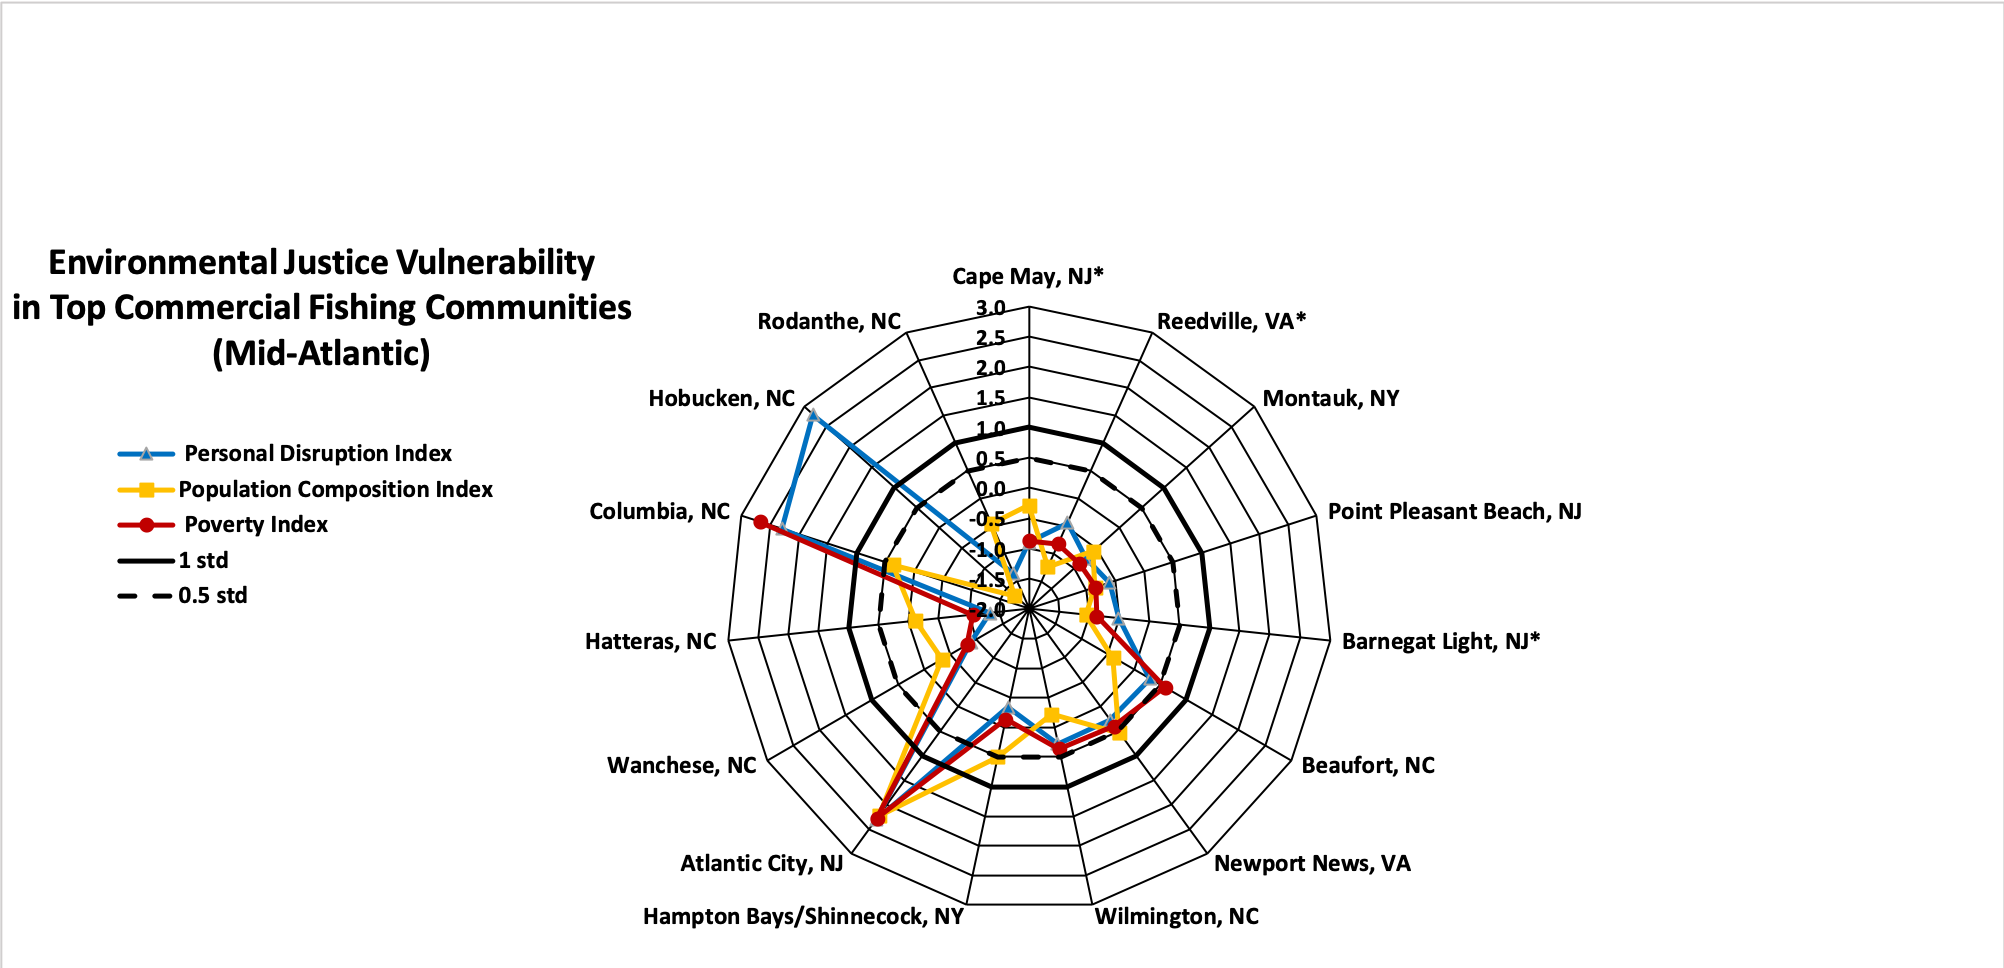 Environmental Justice Vulnerability
in Top Commercial Fishing Communities
(Mid-Atlantic)
Personal Disruption Index
Population Composition Index
Poverty Index
1 std
0.5 std
Cape May, NJ*
Reedville, VA*
Montauk, NY
Point Pleasant Beach, NJ
Barnegat Light, NJ*
Beaufort, NC
Newport News, VA
Wilmington, NC
Hampton Bays/Shinnecock, NY
Atlantic City, NJ
Wanchese, NC
Hatteras, NC
Columbia, NC
Hobucken, NC
Rodanthe, NC
3.0
2.5
2.0
1.5
1.0
0.5
0.0
-0.5
-1.0
-1.5
-2.0